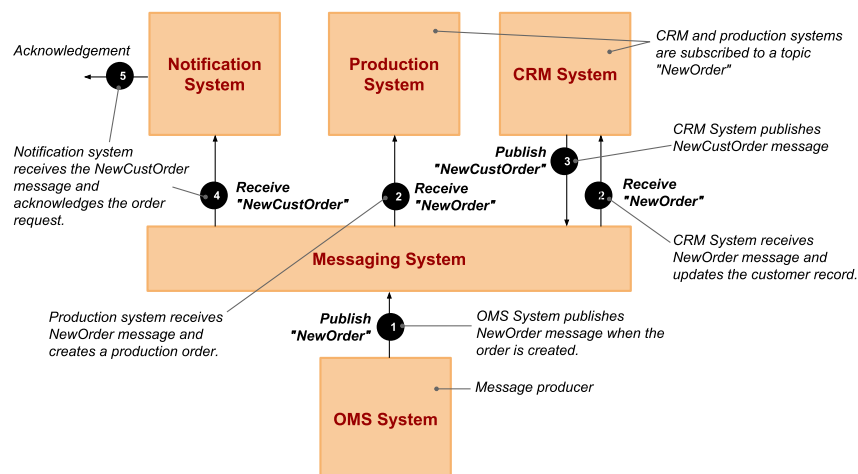 Acknowledgement
5
Notification
System
Production
System
CRM System
CRM and production systems
are subscribed to a topic
"NewOrder"
Notification system
receives the NewCustOrder
message and
acknowledges the order
request.
4
Receive
"NewCustOrder"
2
Receive
"NewOrder"
Publish
"NewCustOrder"
3
CRM System publishes
NewCustOrder message
2
Receive
"NewOrder"
CRM System receives
NewOrder message and
updates the customer record.
Messaging System
Production system receives
NewOrder message and
creates a production order.
Publish
"NewOrder"
1
OMS System publishes
NewOrder message when the
order is created.
OMS System
Message producer